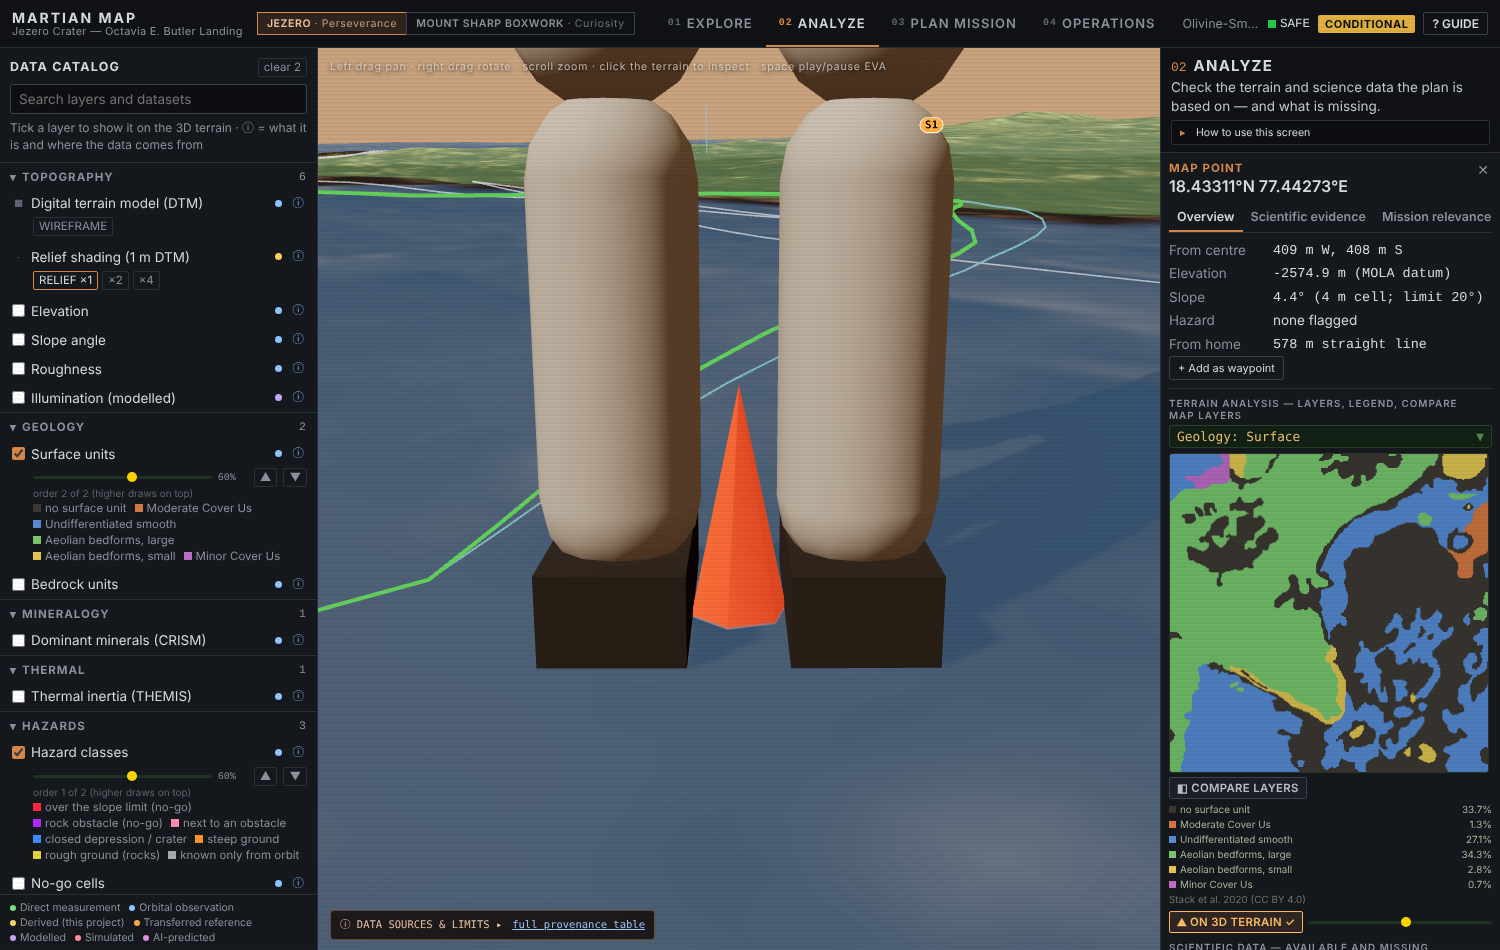 MARTIAN MAP
Jezero Crater — Octavia E. Butler Landing
JEZERO · Perseverance
MOUNT SHARP BOXWORK · Curiosity
01 EXPLORE
02 ANALYZE
03 PLAN MISSION
04 OPERATIONS
Olivine-Sm...
SAFE
CONDITIONAL
? GUIDE
DATA CATALOG
clear 2
Search layers and datasets
Tick a layer to show it on the 3D terrain · ⓘ = what it
is and where the data comes from
▼ TOPOGRAPHY 6
Digital terrain model (DTM) ⓘ
WIREFRAME
Relief shading (1 m DTM) ⓘ
RELIEF ×1 ×2 ×4
Elevation ⓘ
Slope angle ⓘ
Roughness ⓘ
Illumination (modelled) ⓘ
▼ GEOLOGY 2
Surface units ⓘ
60% ▲ ▼
order 2 of 2 (higher draws on top)
no surface unit Moderate Cover Us
Undifferentiated smooth
Aeolian bedforms, large
Aeolian bedforms, small Minor Cover Us
Bedrock units ⓘ
▼ MINERALOGY 1
Dominant minerals (CRISM) ⓘ
▼ THERMAL 1
Thermal inertia (THEMIS) ⓘ
▼ HAZARDS 3
Hazard classes ⓘ
60% ▲ ▼
order 1 of 2 (higher draws on top)
over the slope limit (no-go)
rock obstacle (no-go) next to an obstacle
closed depression / crater steep ground
rough ground (rocks) known only from orbit
No-go cells ⓘ
Direct measurement Orbital observation
Derived (this project) Transferred reference
Modelled Simulated AI-predicted
Left drag pan · right drag rotate · scroll zoom · click the terrain to inspect · space play/pause EVA
S1
ⓘ DATA SOURCES & LIMITS ▸ full provenance table
02 ANALYZE
Check the terrain and science data the plan is
based on — and what is missing.
▸ How to use this screen
MAP POINT ✕
18.43311°N 77.44273°E
Overview Scientific evidence Mission relevance
From centre 409 m W, 408 m S
Elevation -2574.9 m (MOLA datum)
Slope 4.4° (4 m cell; limit 20°)
Hazard none flagged
From home 578 m straight line
+ Add as waypoint
TERRAIN ANALYSIS — LAYERS, LEGEND, COMPARE
MAP LAYERS
Geology: Surface ▼
◧ COMPARE LAYERS
no surface unit 33.7%
Moderate Cover Us 1.3%
Undifferentiated smooth 27.1%
Aeolian bedforms, large 34.3%
Aeolian bedforms, small 2.8%
Minor Cover Us 0.7%
Stack et al. 2020 (CC BY 4.0)
▲ ON 3D TERRAIN ✓
SCIENTIFIC DATA — AVAILABLE AND MISSING